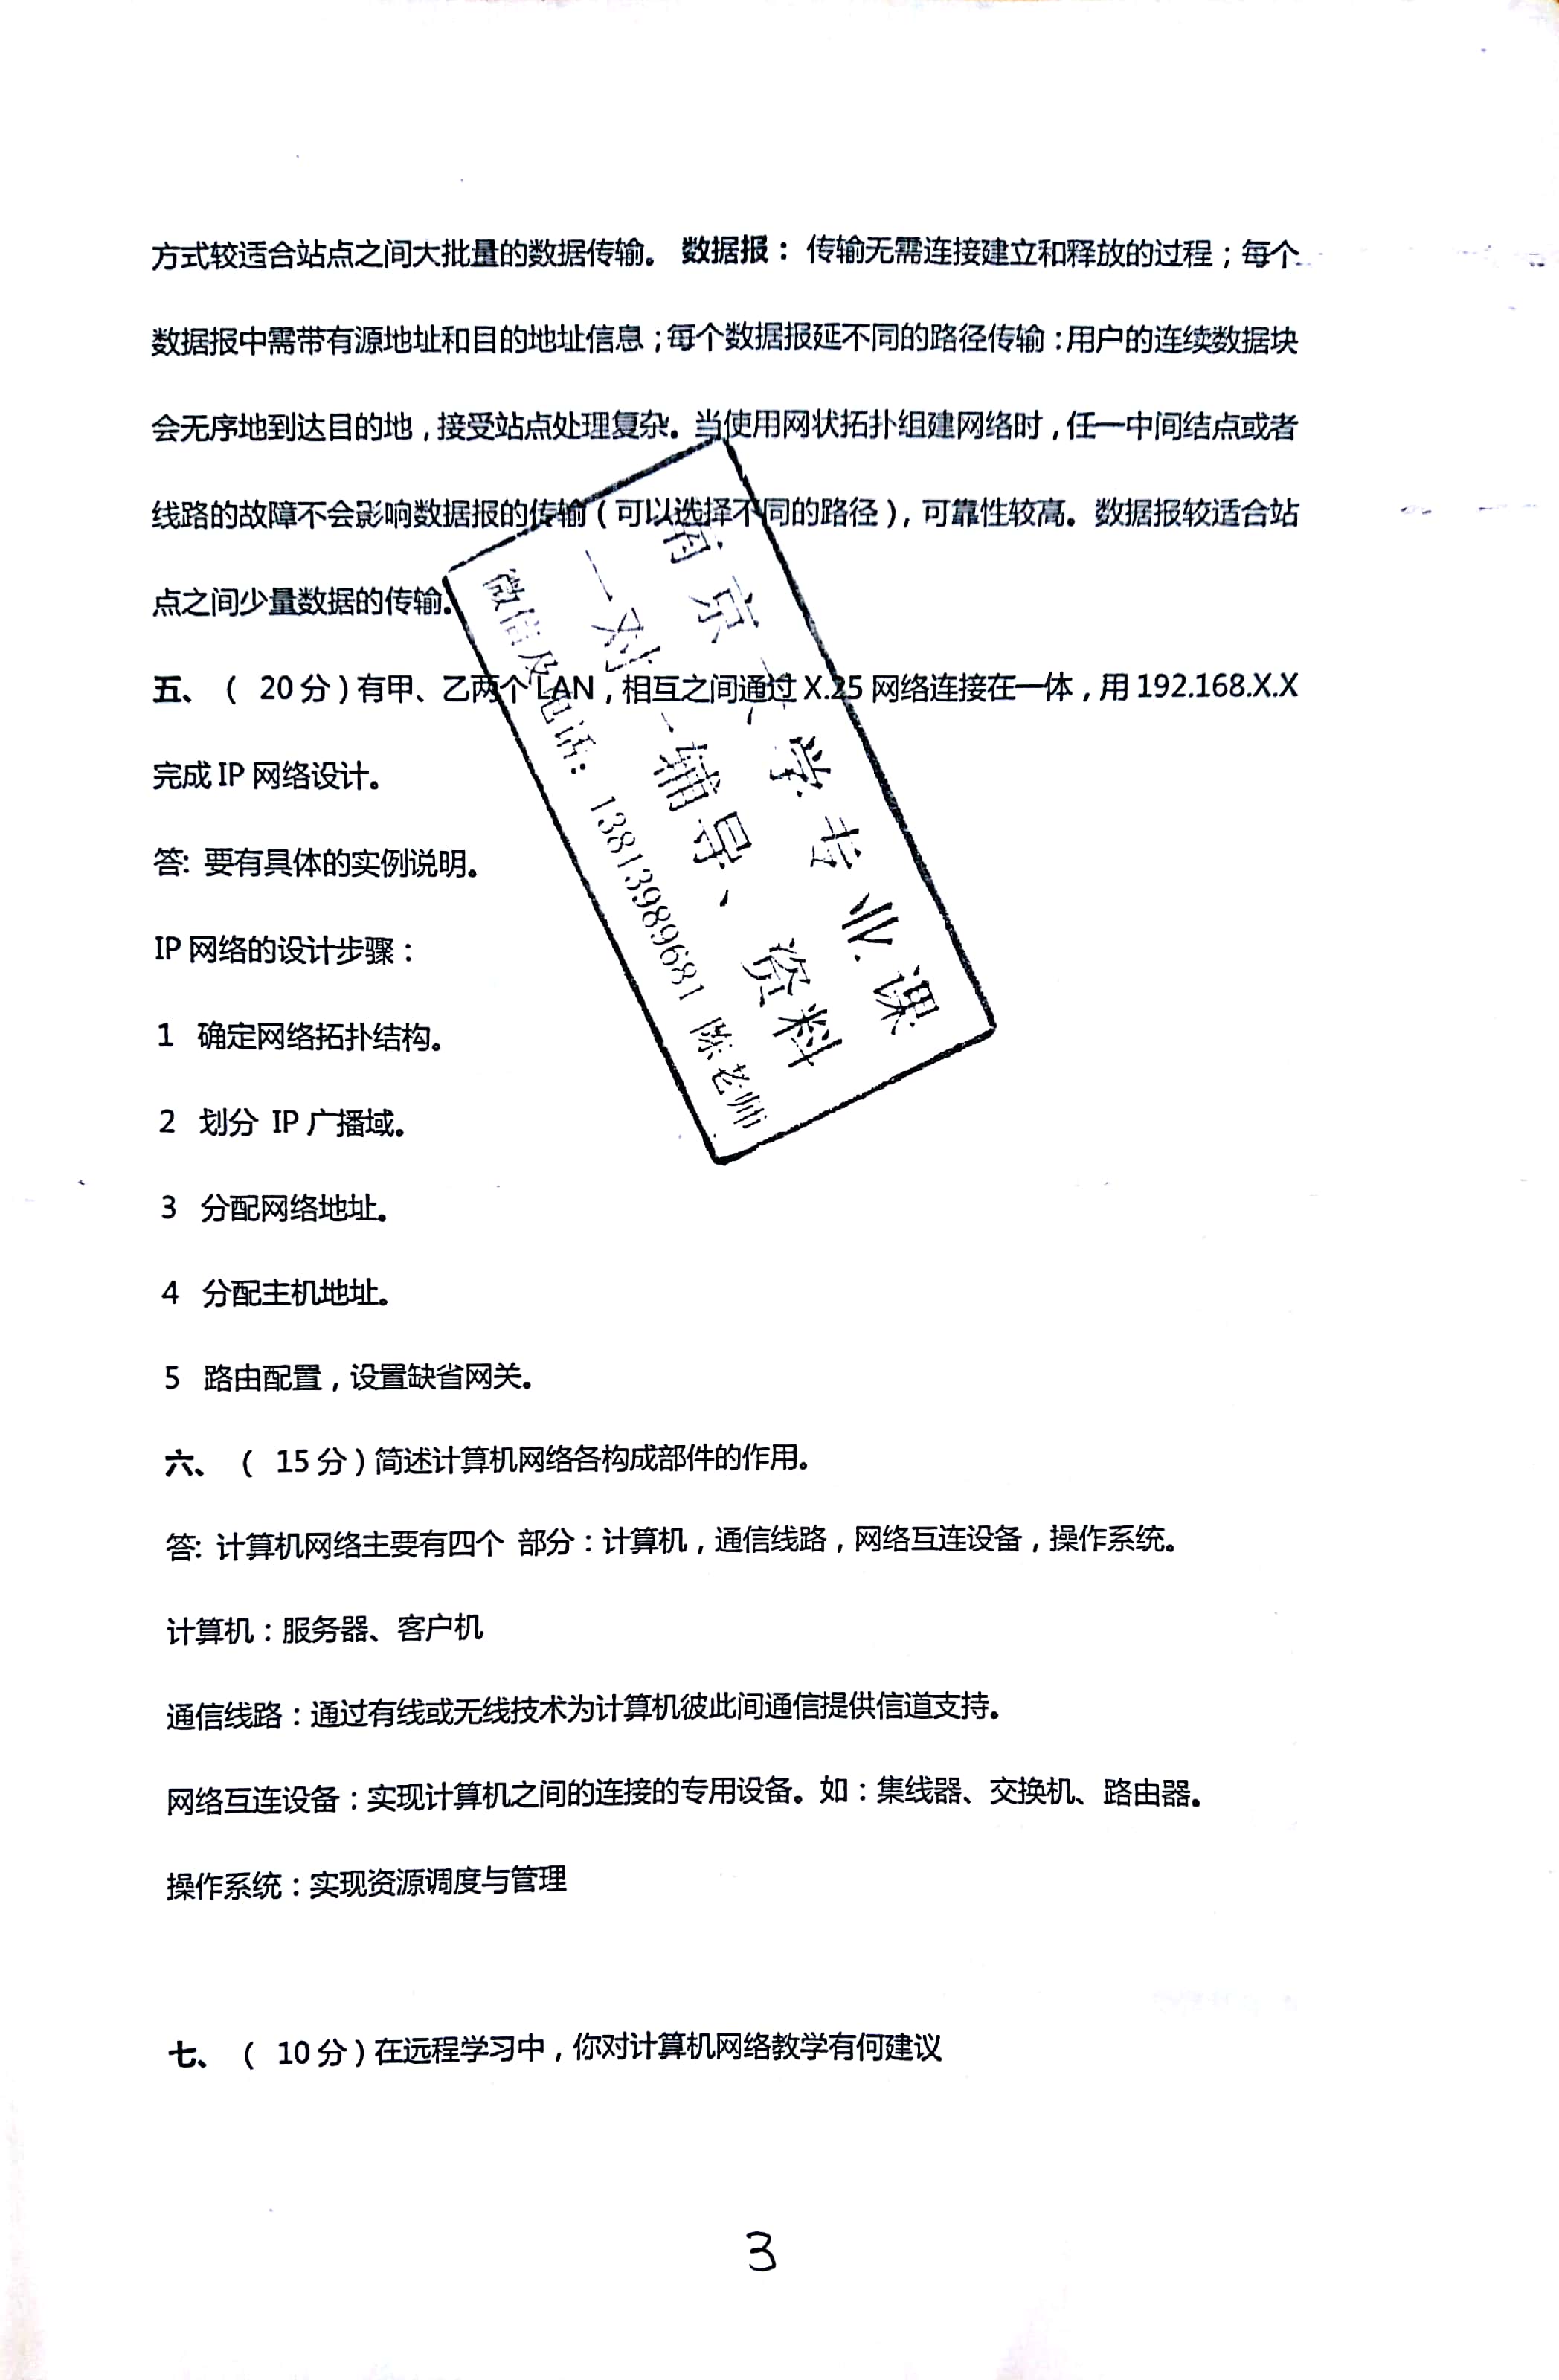 方式较适合站点之间大批量的数据传输。 数据报： 传输无需连接建立和释放的过程；每个
数据报中需带有源地址和目的地址信息；每个数据报延不同的路径传输：用户的连续数据块
会无序地到达目的地，接受站点处理复杂。当使用网状拓扑组建网络时，任一中间结点或者
线路的故障不会影响数据报的传输（可以选择不同的路径），可靠性较高。数据报较适合站
点之间少量数据的传输。
五、（ 20分）有甲、乙两个LAN，相互之间通过X.25网络连接在一体，用192.168.X.X
完成IP网络设计。
答: 要有具体的实例说明。
IP网络的设计步骤：
1 确定网络拓扑结构。
2 划分 IP广播域。
3 分配网络地址。
4 分配主机地址。
5 路由配置，设置缺省网关。
六、（ 15分）简述计算机网络各构成部件的作用。
答: 计算机网络主要有四个 部分：计算机，通信线路，网络互连设备，操作系统。
计算机：服务器、客户机
通信线路：通过有线或无线技术为计算机彼此间通信提供信道支持。
网络互连设备：实现计算机之间的连接的专用设备。如：集线器、交换机、路由器。
操作系统：实现资源调度与管理
七、（ 10分）在远程学习中，你对计算机网络教学有何建议
3
南京大学专业课
一对一辅导、资料
微信及电话：13813989681 陈老师